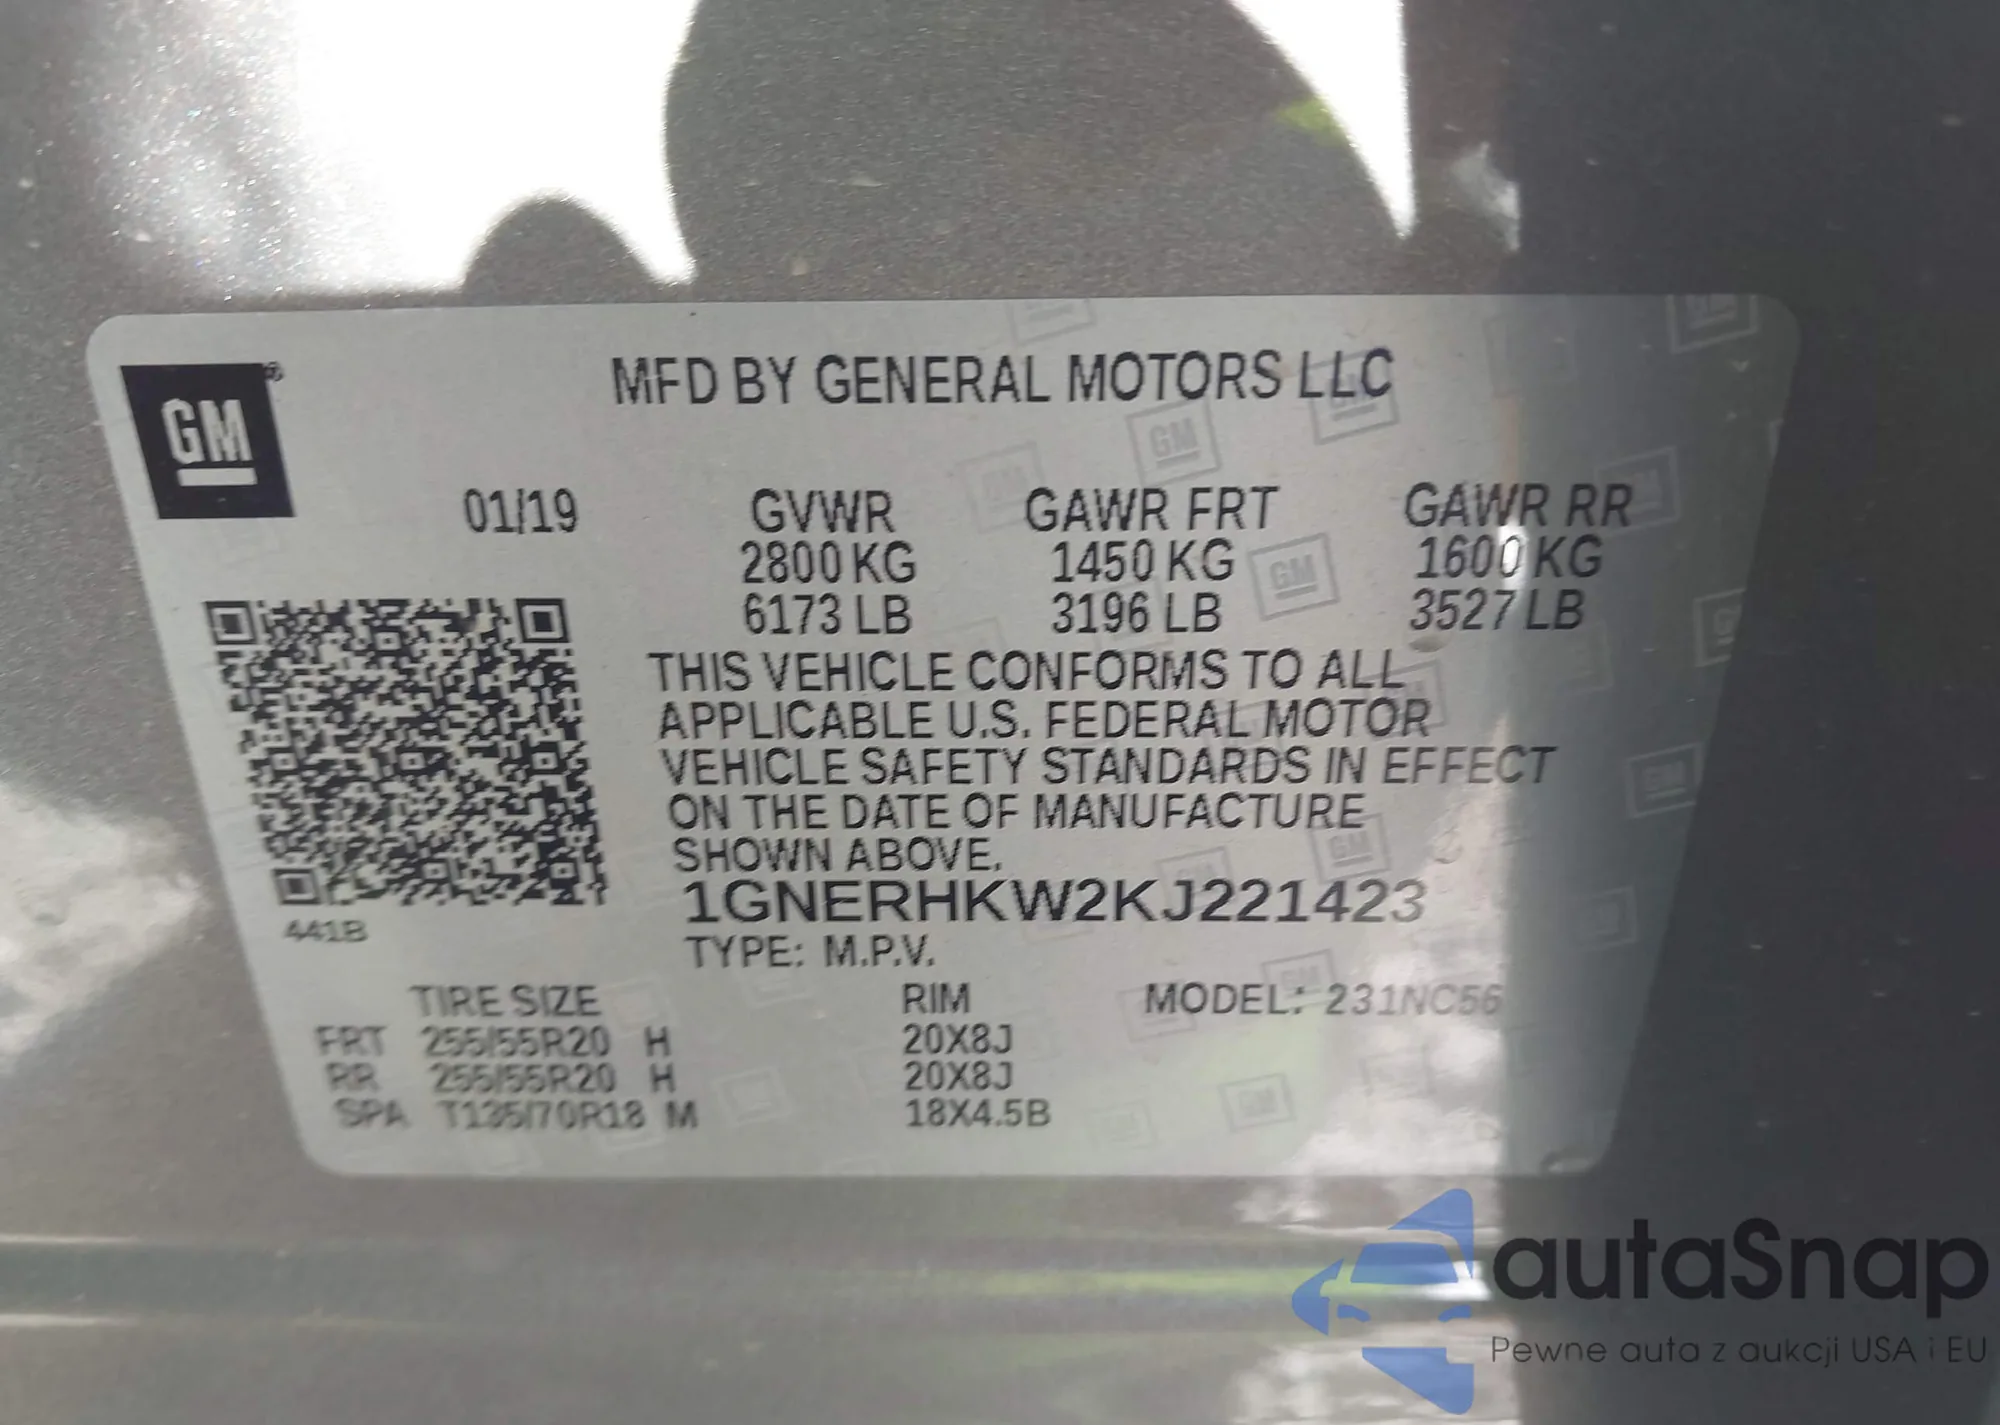 GM®
MFD BY GENERAL MOTORS LLC
01/19 GVWR GAWR FRT GAWR RR
2800 KG 1450 KG 1600 KG
6173 LB 3196 LB 3527 LB
THIS VEHICLE CONFORMS TO ALL
APPLICABLE U.S. FEDERAL MOTOR
VEHICLE SAFETY STANDARDS IN EFFECT
ON THE DATE OF MANUFACTURE
SHOWN ABOVE.
1GNERHKW2KJ221423
441B
TYPE: M.P.V.
TIRE SIZE RIM MODEL: 231NC56
FRT 255/55R20 H 20X8J
RR 255/55R20 H 20X8J
SPA T135/70R18 M 18X4.5B
autaSnap
Pewne auta z aukcji USA i EU